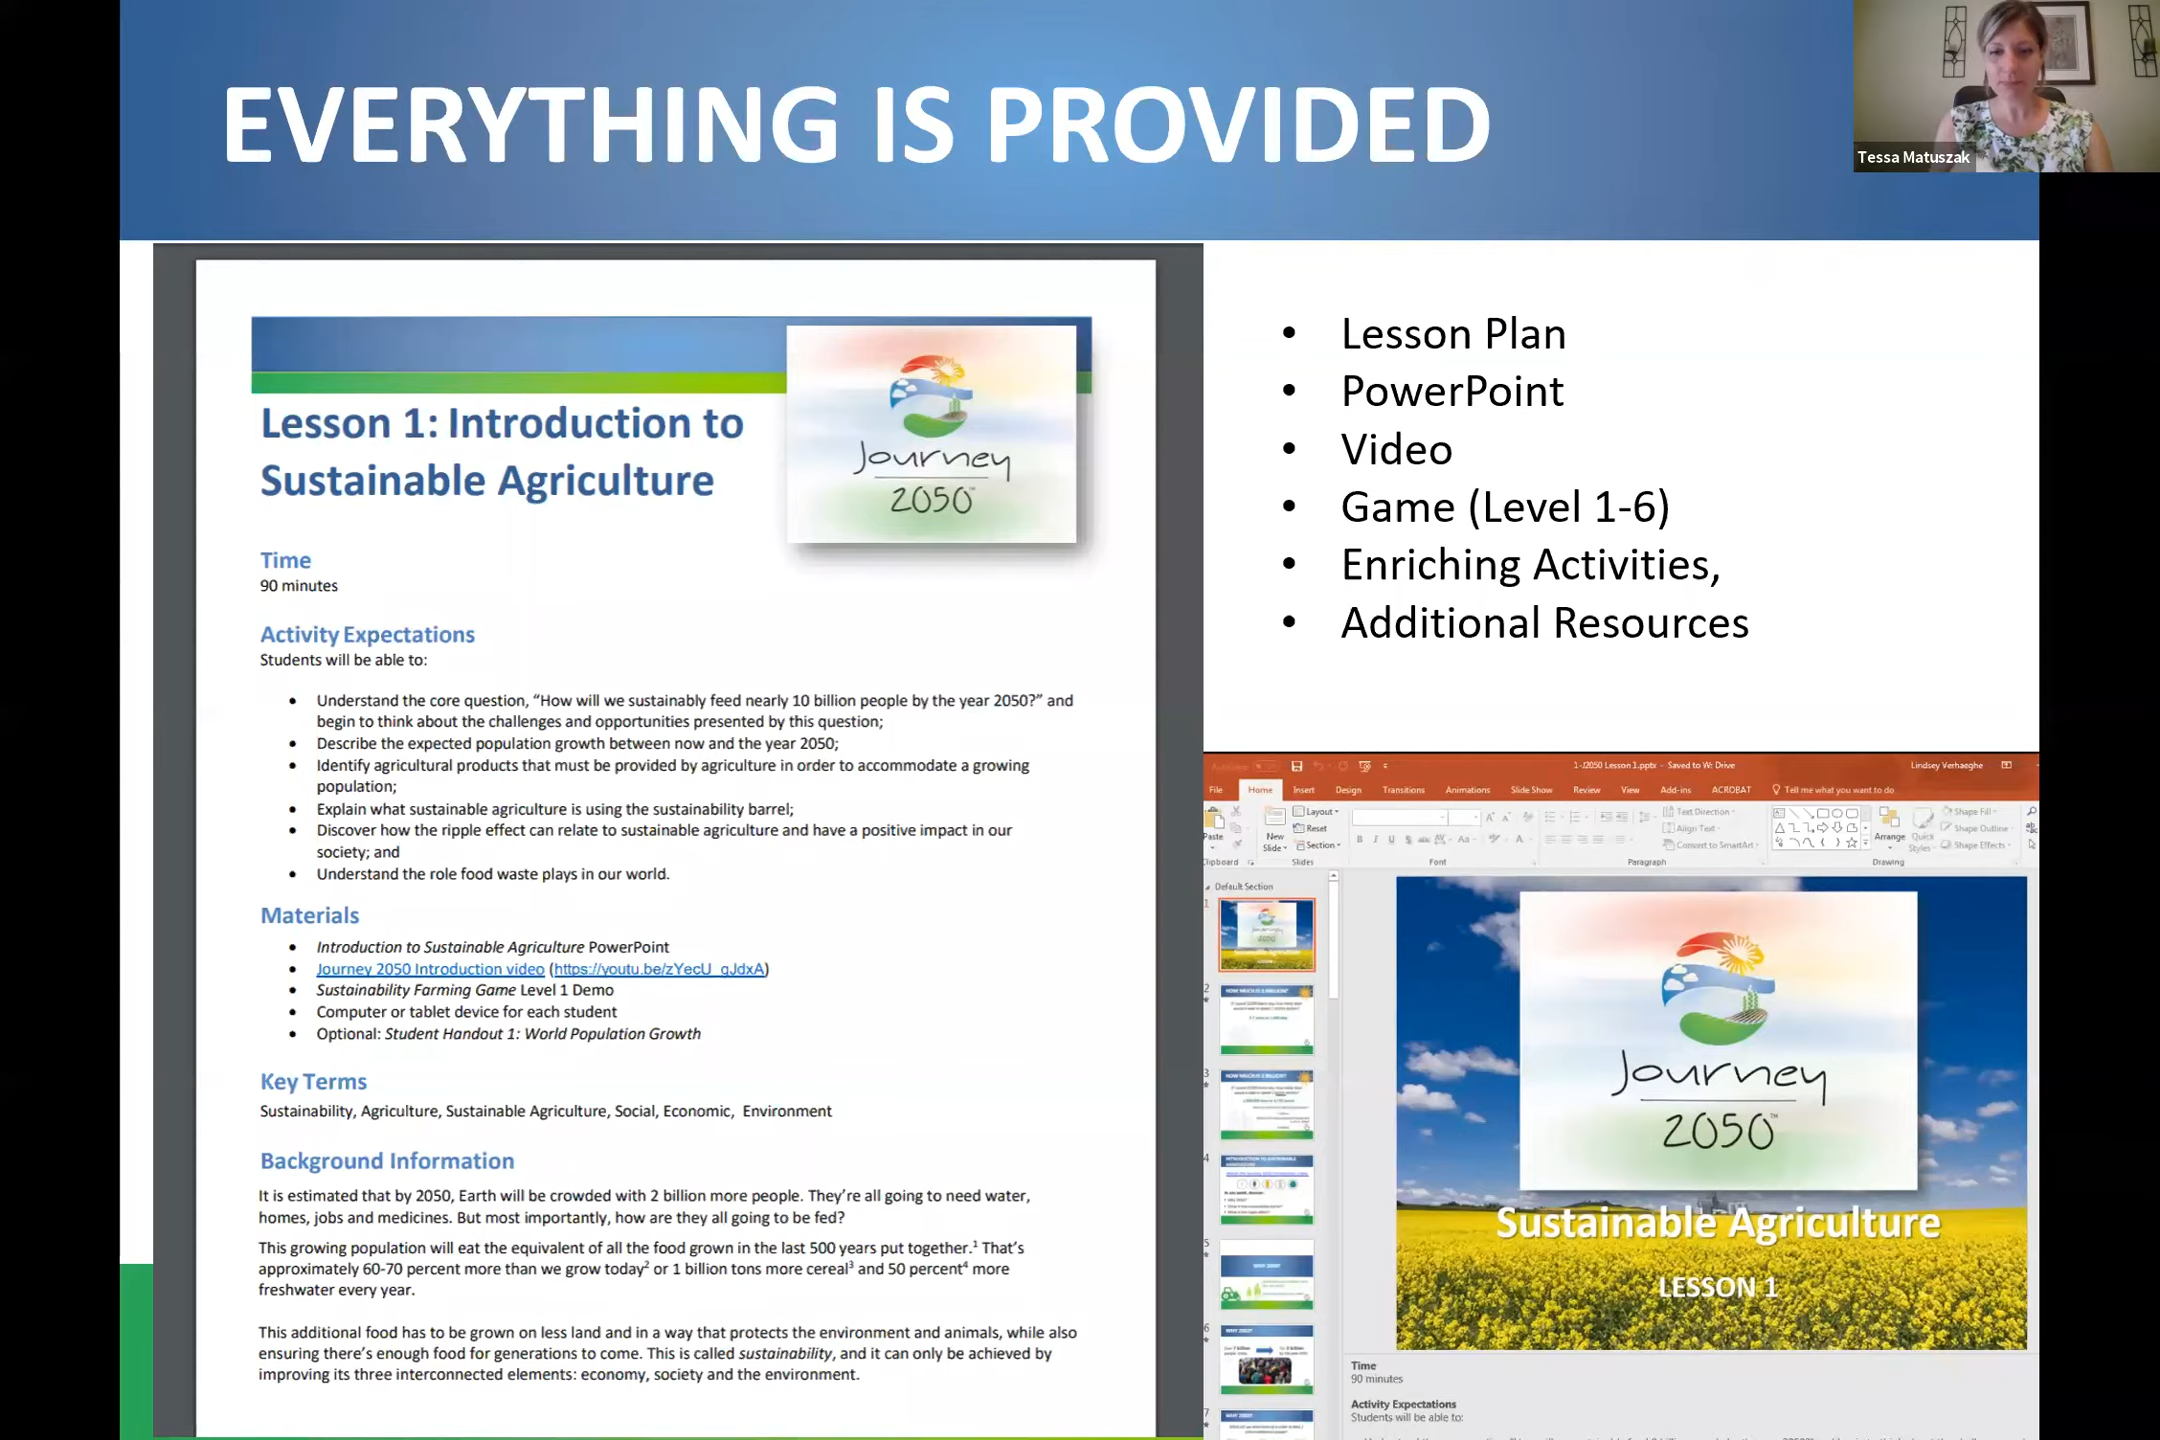 EVERYTHING IS PROVIDED
Tessa Matuszak
Lesson 1: Introduction to
Sustainable Agriculture
Journey
2050™
Time
90 minutes
Activity Expectations
Students will be able to:
• Understand the core question, “How will we sustainably feed nearly 10 billion people by the year 2050?” and
begin to think about the challenges and opportunities presented by this question;
• Describe the expected population growth between now and the year 2050;
• Identify agricultural products that must be provided by agriculture in order to accommodate a growing
population;
• Explain what sustainable agriculture is using the sustainability barrel;
• Discover how the ripple effect can relate to sustainable agriculture and have a positive impact in our
society; and
• Understand the role food waste plays in our world.
Materials
• Introduction to Sustainable Agriculture PowerPoint
• Journey 2050 Introduction video (https://youtu.be/zYecU_gJdxA)
• Sustainability Farming Game Level 1 Demo
• Computer or tablet device for each student
• Optional: Student Handout 1: World Population Growth
Key Terms
Sustainability, Agriculture, Sustainable Agriculture, Social, Economic, Environment
Background Information
It is estimated that by 2050, Earth will be crowded with 2 billion more people. They’re all going to need water,
homes, jobs and medicines. But most importantly, how are they all going to be fed?
This growing population will eat the equivalent of all the food grown in the last 500 years put together.1 That’s
approximately 60-70 percent more than we grow today2 or 1 billion tons more cereal3 and 50 percent4 more
freshwater every year.
This additional food has to be grown on less land and in a way that protects the environment and animals, while also
ensuring there’s enough food for generations to come. This is called sustainability, and it can only be achieved by
improving its three interconnected elements: economy, society and the environment.
• Lesson Plan
• PowerPoint
• Video
• Game (Level 1-6)
• Enriching Activities,
• Additional Resources
1-J2050 Lesson 1.pptx - Saved to W: Drive
Lindsey Verhaeghe
File Home Insert Design Transitions Animations Slide Show Review View Add-ins ACROBAT Tell me what you want to do
Paste
New
Slide
Layout
Reset
Section
Text Direction
Align Text
Convert to SmartArt
Arrange
Quick
Styles
Shape Fill
Shape Outline
Shape Effects
Clipboard Slides Font Paragraph Drawing
Default Section
1
2
3
4
5
6
7
Journey
2050™
Sustainable Agriculture
LESSON 1
Time
90 minutes
Activity Expectations
Students will be able to: